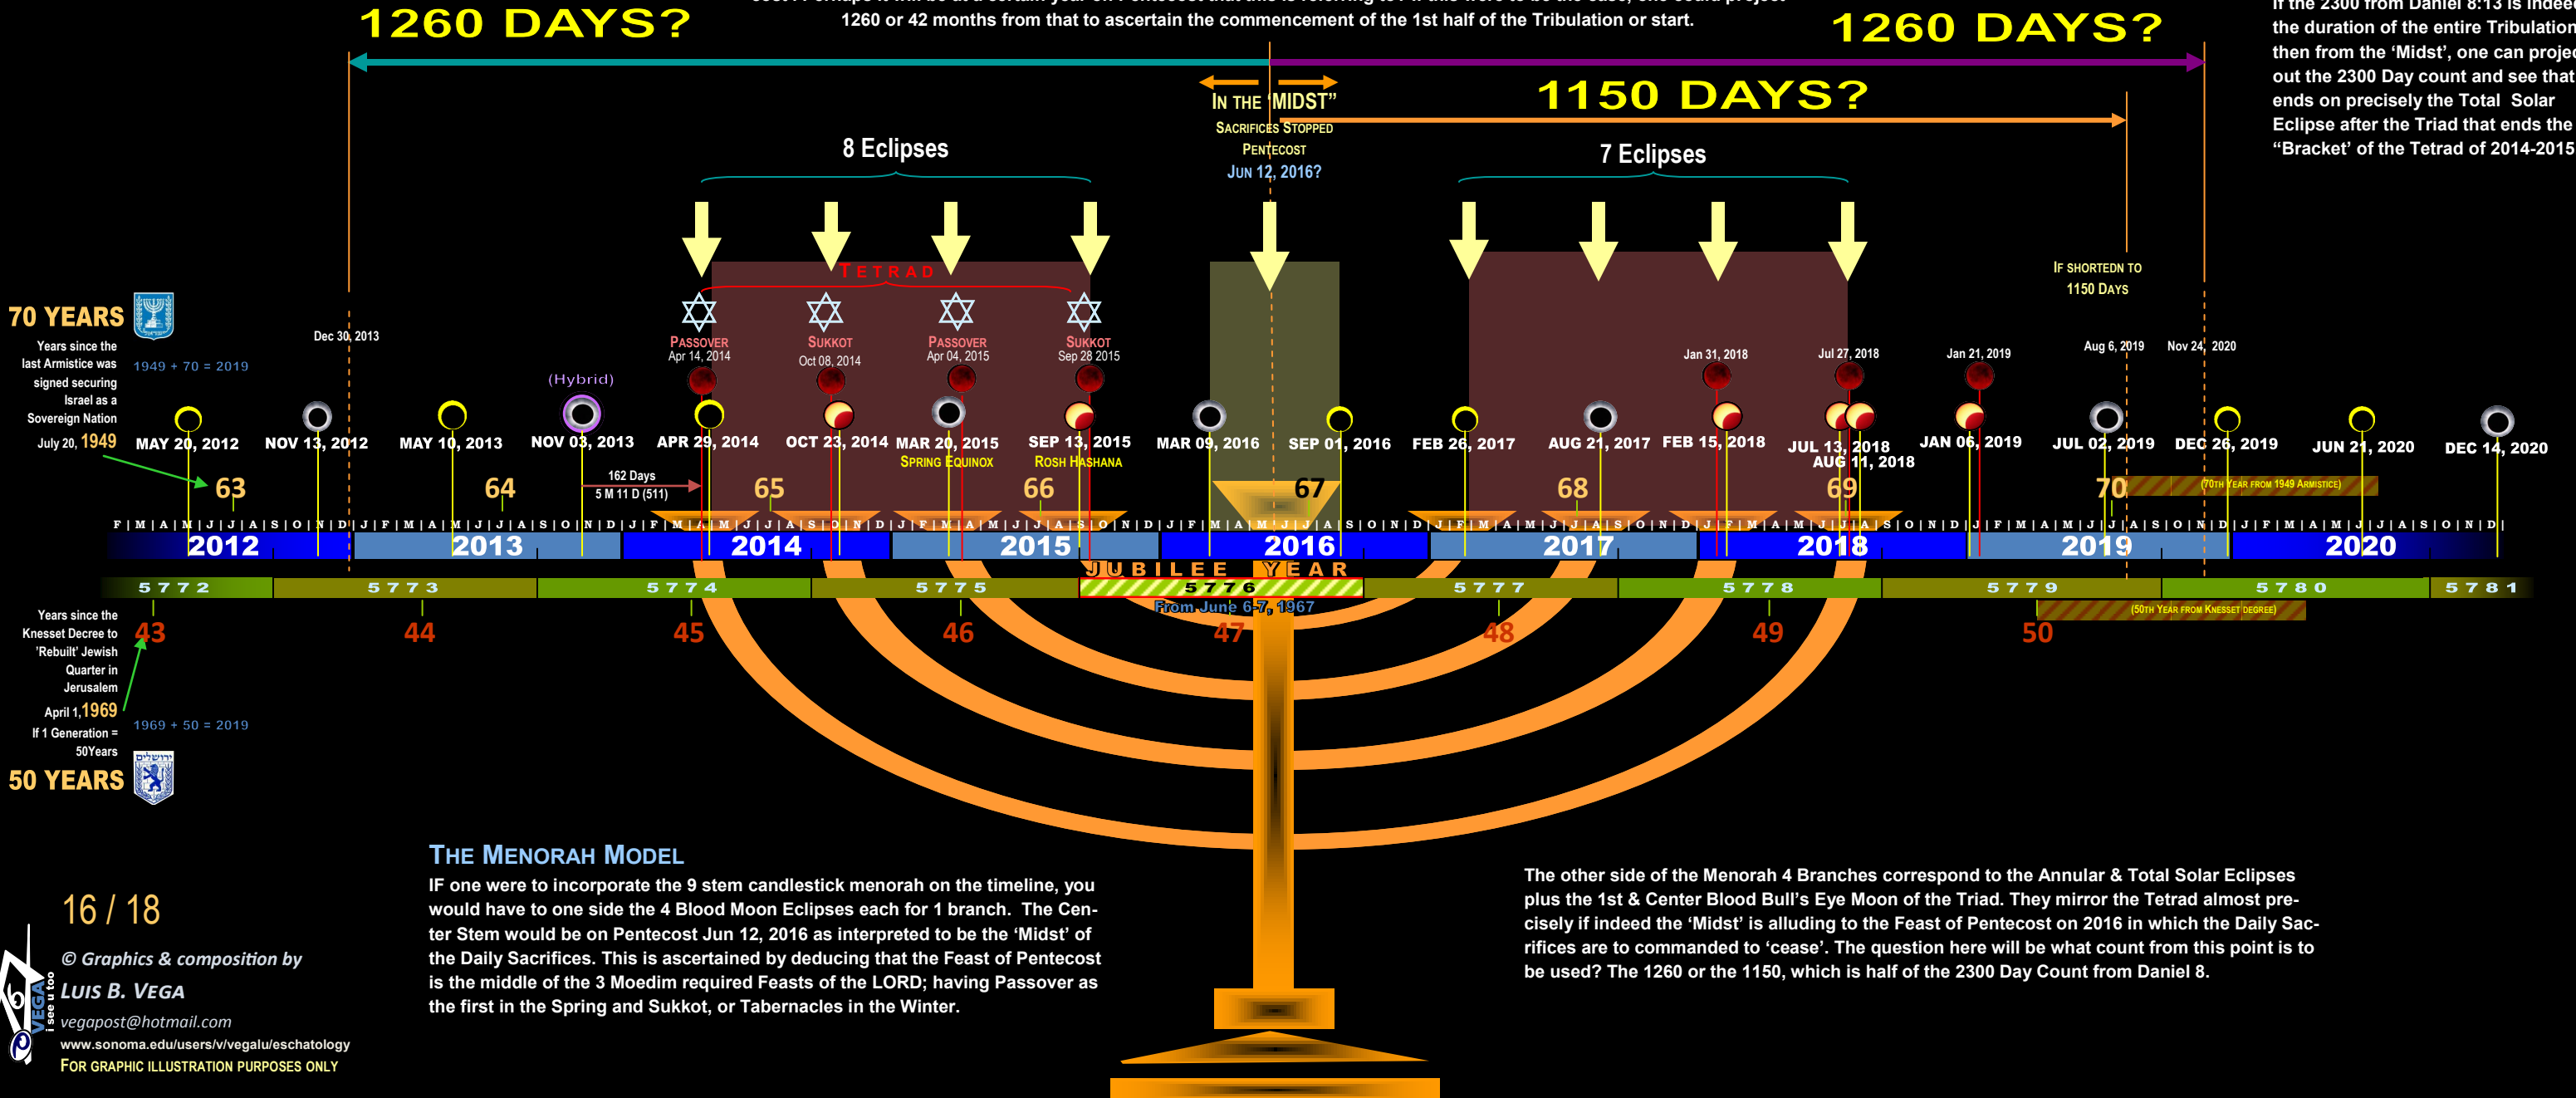 1260 DAYS?
1260 or 42 months from that to ascertain the commencement of the 1st half of the Tribulation or start.
1260 DAYS?
If the 2300 from Daniel 8:13 is indeed
the duration of the entire Tribulation
then from the ‘Midst’, one can projec
out the 2300 Day count and see that
ends on precisely the Total Solar
Eclipse after the Triad that ends the
“Bracket’ of the Tetrad of 2014-2015
IN THE ‘MIDST”
SACRIFICES STOPPED
PENTECOST
JUN 12, 2016?
1150 DAYS?
8 Eclipses
7 Eclipses
IF SHORTEDN TO
1150 DAYS
TETRAD
PASSOVER
Apr 14, 2014
SUKKOT
Oct 08, 2014
PASSOVER
Apr 04, 2015
SUKKOT
Sep 28 2015
70 YEARS
Years since the
last Armistice was
signed securing
Israel as a
Sovereign Nation
July 20, 1949
1949 + 70 = 2019
Dec 30, 2013
(Hybrid)
Jan 31, 2018
Jul 27, 2018
Jan 21, 2019
Aug 6, 2019
Nov 24, 2020
MAY 20, 2012
NOV 13, 2012
MAY 10, 2013
NOV 03, 2013
APR 29, 2014
OCT 23, 2014
MAR 20, 2015
SPRING EQUINOX
SEP 13, 2015
ROSH HASHANA
MAR 09, 2016
SEP 01, 2016
FEB 26, 2017
AUG 21, 2017
FEB 15, 2018
JUL 13, 2018
AUG 11, 2018
JAN 06, 2019
JUL 02, 2019
DEC 26, 2019
JUN 21, 2020
DEC 14, 2020
162 Days
5 M 11 D (511)
63 64 65 66 67 68 69 70
(70TH YEAR FROM 1949 ARMISTICE)
F | M | A | M | J | J | A | S | O | N | D | J | F | M | A | M | J | J | A | S | O | N | D | J | F | M | A | M | J | J | A | S | O | N | D | J | F | M | A | M | J | J | A | S | O | N | D | J | F | M | A | M | J | J | A | S | O | N | D | J | F | M | A | M | J | J | A | S | O | N | D | J | F | M | A | M | J | J | A | S | O | N | D | J | F | M | A | M | J | J | A | S | O | N | D | J | F | M | A | M | J | J | A | S | O | N | D |
2012 2013 2014 2015 2016 2017 2018 2019 2020
JUBILEE YEAR
5772 5773 5774 5775 5776 5777 5778 5779 5780 5781
From June 6-7, 1967
(50TH YEAR FROM KNESSET DEGREE)
43 44 45 46 47 48 49 50
Years since the
Knesset Decree to
'Rebuilt' Jewish
Quarter in
Jerusalem
April 1, 1969
1969 + 50 = 2019
If 1 Generation =
50Years
50 YEARS
ירושלים
THE MENORAH MODEL
IF one were to incorporate the 9 stem candlestick menorah on the timeline, you
would have to one side the 4 Blood Moon Eclipses each for 1 branch. The Cen-
ter Stem would be on Pentecost Jun 12, 2016 as interpreted to be the ‘Midst’ of
the Daily Sacrifices. This is ascertained by deducing that the Feast of Pentecost
is the middle of the 3 Moedim required Feasts of the LORD; having Passover as
the first in the Spring and Sukkot, or Tabernacles in the Winter.
The other side of the Menorah 4 Branches correspond to the Annular & Total Solar Eclipses
plus the 1st & Center Blood Bull’s Eye Moon of the Triad. They mirror the Tetrad almost pre-
cisely if indeed the ‘Midst’ is alluding to the Feast of Pentecost on 2016 in which the Daily Sac-
rifices are to commanded to ‘cease’. The question here will be what count from this point is to
be used? The 1260 or the 1150, which is half of the 2300 Day Count from Daniel 8.
16 / 18
© Graphics & composition by
LUIS B. VEGA
vegapost@hotmail.com
www.sonoma.edu/users/v/vegalu/eschatology
FOR GRAPHIC ILLUSTRATION PURPOSES ONLY
VEGA
i see u too